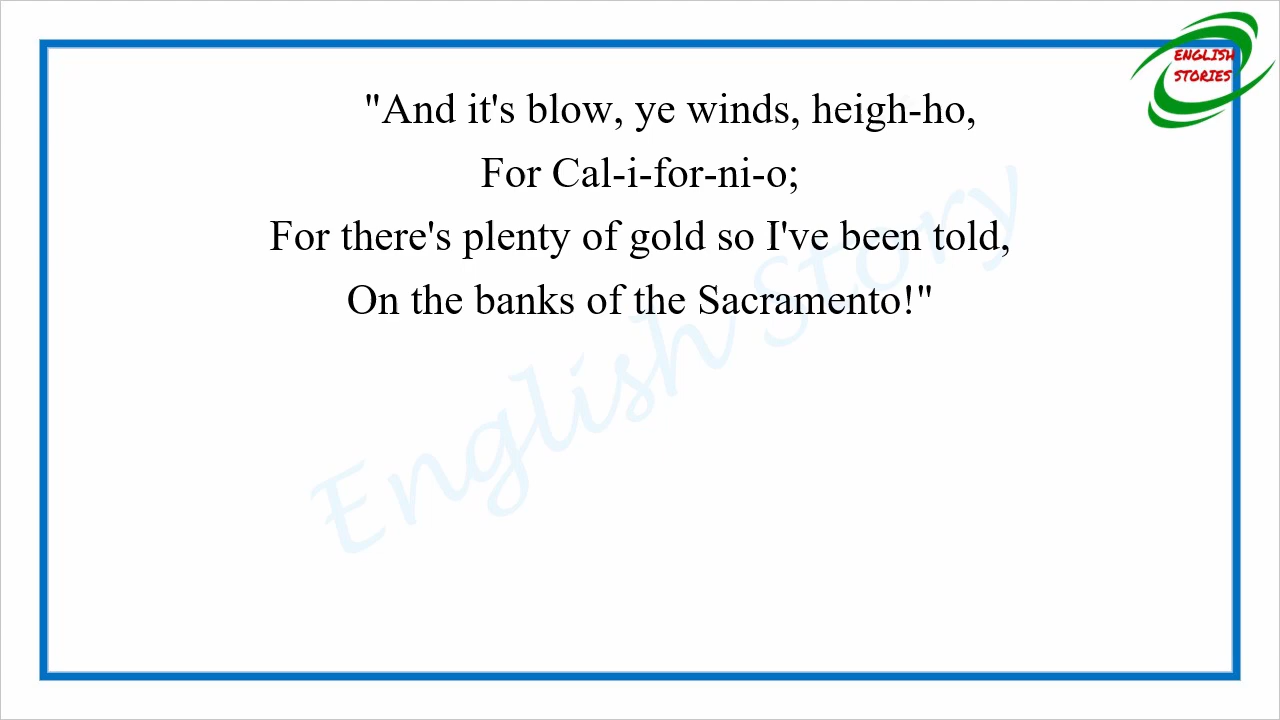 ENGLISH
STORIES
"And it's blow, ye winds, heigh-ho,
For Cal-i-for-ni-o;
For there's plenty of gold so I've been told,
On the banks of the Sacramento!"
English Story